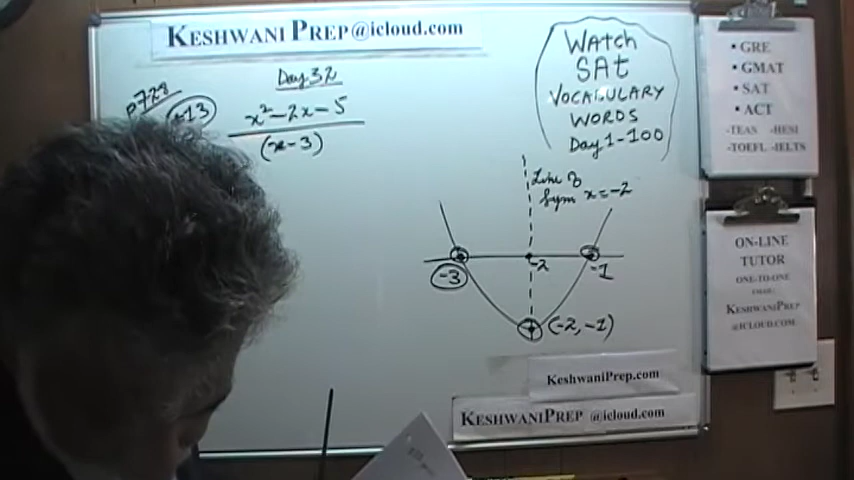 KESHWANI PREP@icloud.com
Day 32
P728
13
x² - 2x - 5
(x - 3)
WATCH
SAT
VOCABULARY
WORDS
Day 1-100
Line of
Sym x = -2
-3
-2
-1
(-2, -1)
• GRE
• GMAT
• SAT
• ACT
-TEAS -HESI
-TOEFL -IELTS
ON-LINE
TUTOR
ONE-TO-ONE
KESHWANIPREP
@ICLOUD.COM
KESHWANIPREP.COM
KESHWANIPREP @icloud.com